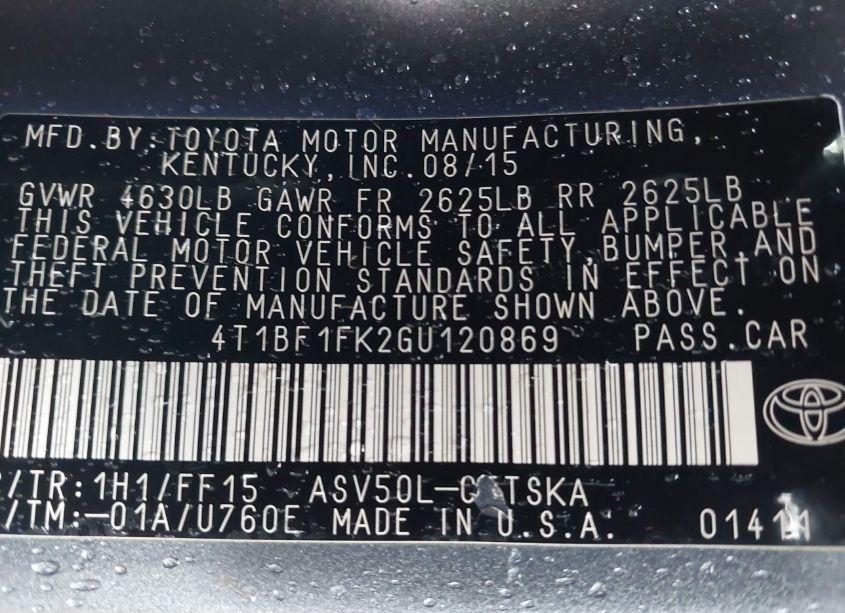 MFD. BY: TOYOTA MOTOR MANUFACTURING,
KENTUCKY, INC. 08/15
GVWR 4630LB GAWR FR 2625LB RR 2625LB
THIS VEHICLE CONFORMS TO ALL APPLICABLE
FEDERAL MOTOR VEHICLE SAFETY, BUMPER, AND
THEFT PREVENTION STANDARDS IN EFFECT ON
THE DATE OF MANUFACTURE SHOWN ABOVE.
4T1BF1FK2GU120869 PASS. CAR
/TR: 1H1/FF15
/TM: -01A/U760E MADE IN U.S.A.